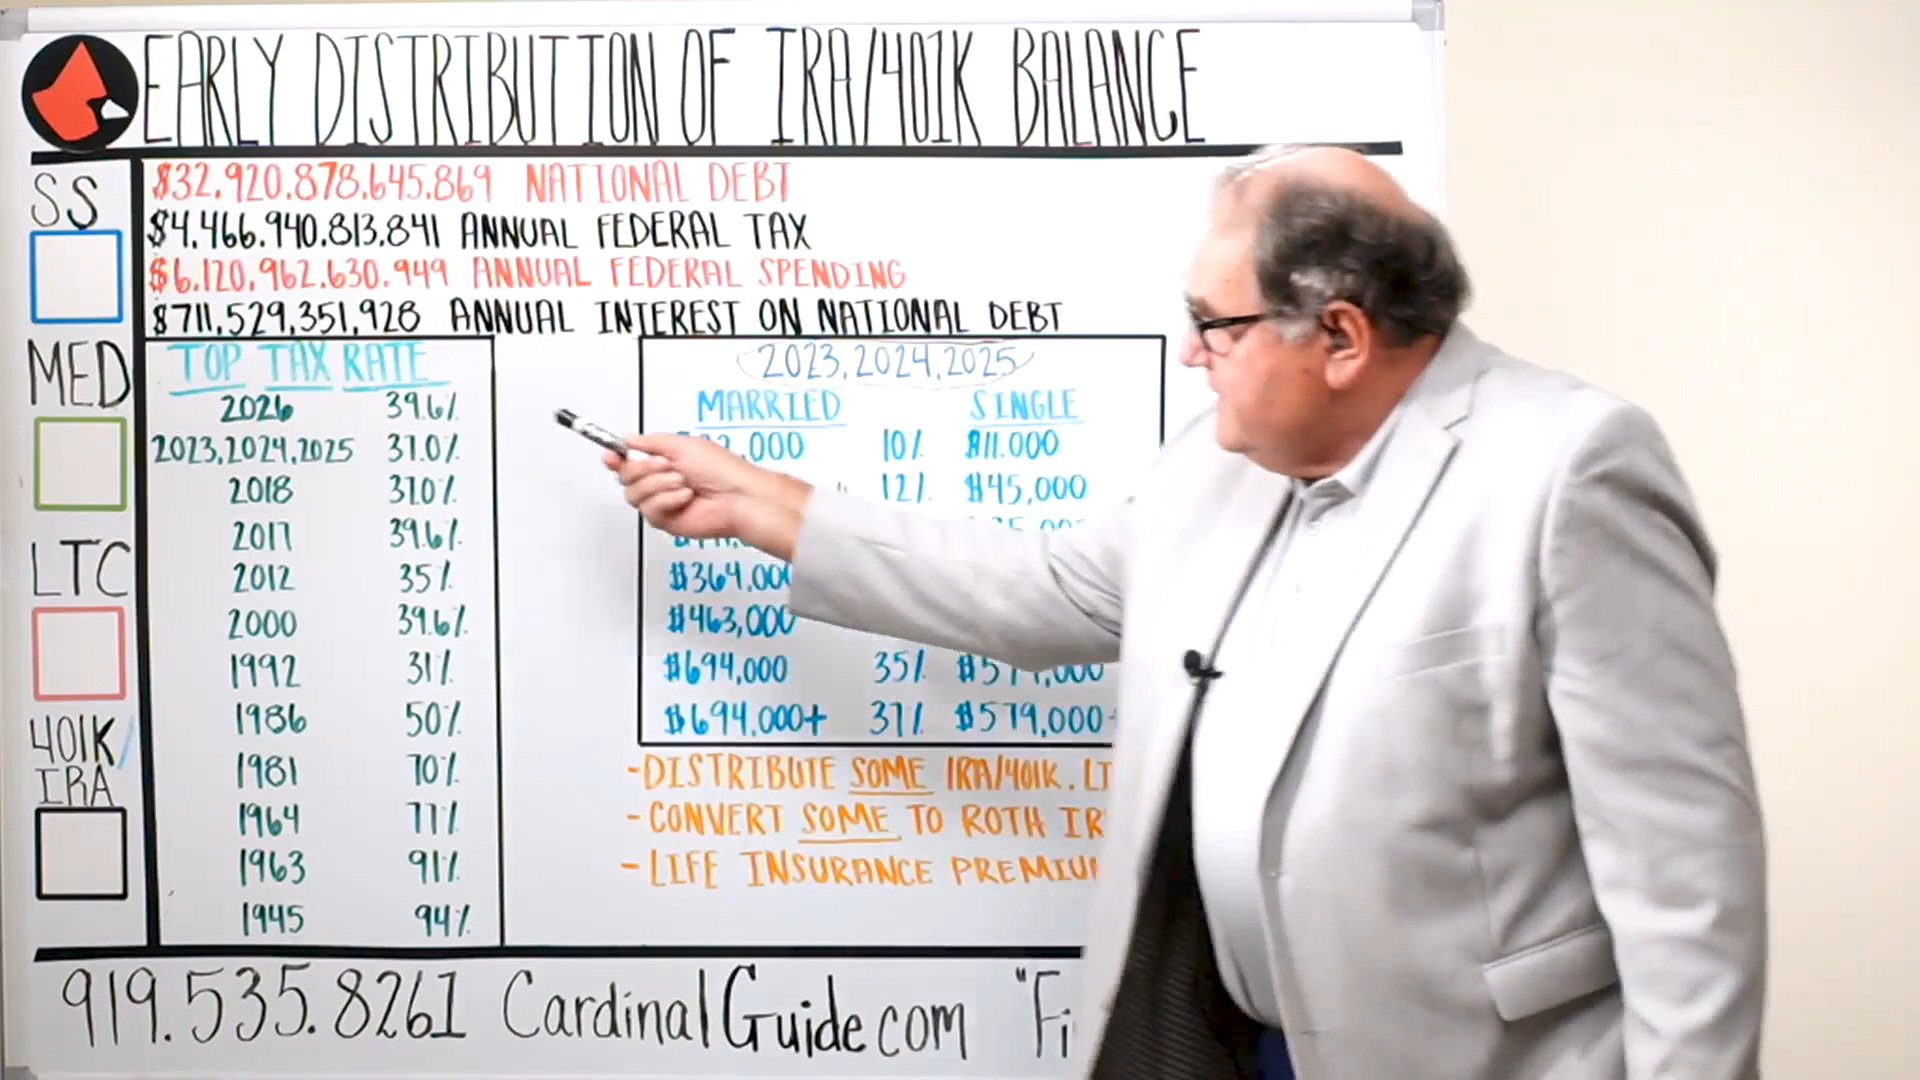 EARLY DISTRIBUTION OF IRA/401K BALANCE
SS
MED
LTC
401K/
IRA
$32.920.878.645.869 NATIONAL DEBT
$4.466.940.813.841 ANNUAL FEDERAL TAX
$6.120.962.630.949 ANNUAL FEDERAL SPENDING
$711,529,351,928 ANNUAL INTEREST ON NATIONAL DEBT
TOP TAX RATE
2026 39.6%
2023,2024,2025 37.0%
2018 37.0%
2017 39.6%
2012 35%
2000 39.6%
1992 31%
1986 50%
1981 70%
1964 77%
1963 91%
1945 94%
2023,2024,2025
MARRIED SINGLE
,000 10% $11.000
12% $45,000
$364,000
$463,000
$694,000 35%
$694,000+ 37% $579,000
-DISTRIBUTE SOME IRA/401K. LT
- CONVERT SOME TO ROTH IR
- LIFE INSURANCE PREMIUM
919.535.8261 CardinalGuide.com "Fi